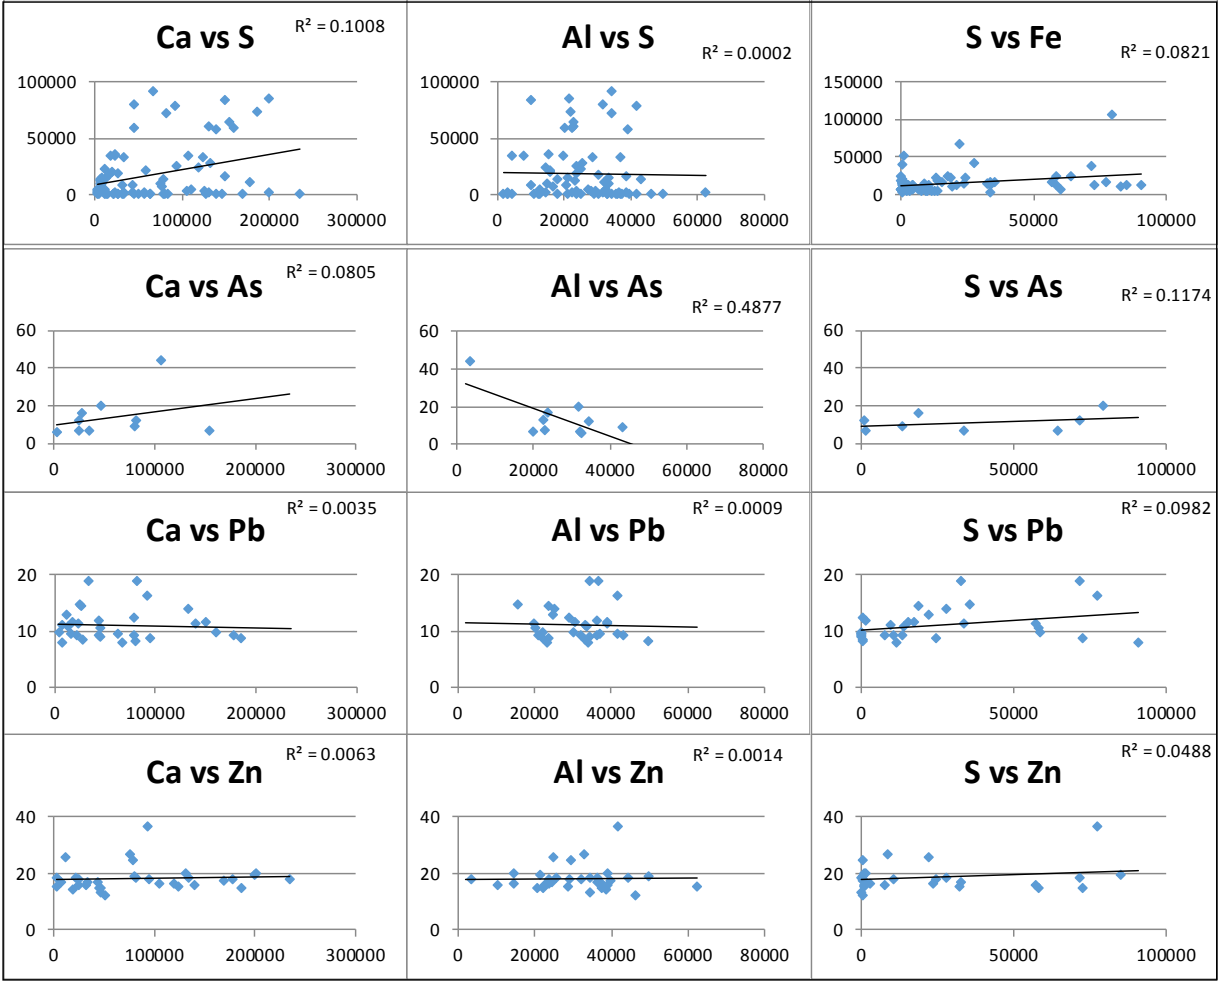 Ca vs S
R² = 0.1008
100000
50000
0
0 100000 200000 300000
Al vs S
R² = 0.0002
100000
50000
0
0 20000 40000 60000 80000
S vs Fe
R² = 0.0821
150000
100000
50000
0
0 50000 100000
Ca vs As
R² = 0.0805
60
40
20
0
0 100000 200000 300000
Al vs As
R² = 0.4877
60
40
20
0
0 20000 40000 60000 80000
S vs As
R² = 0.1174
60
40
20
0
0 50000 100000
Ca vs Pb
R² = 0.0035
20
10
0
0 100000 200000 300000
Al vs Pb
R² = 0.0009
20
10
0
0 20000 40000 60000 80000
S vs Pb
R² = 0.0982
20
10
0
0 50000 100000
Ca vs Zn
R² = 0.0063
40
20
0
0 100000 200000 300000
Al vs Zn
R² = 0.0014
40
20
0
0 20000 40000 60000 80000
S vs Zn
R² = 0.0488
40
20
0
0 50000 100000